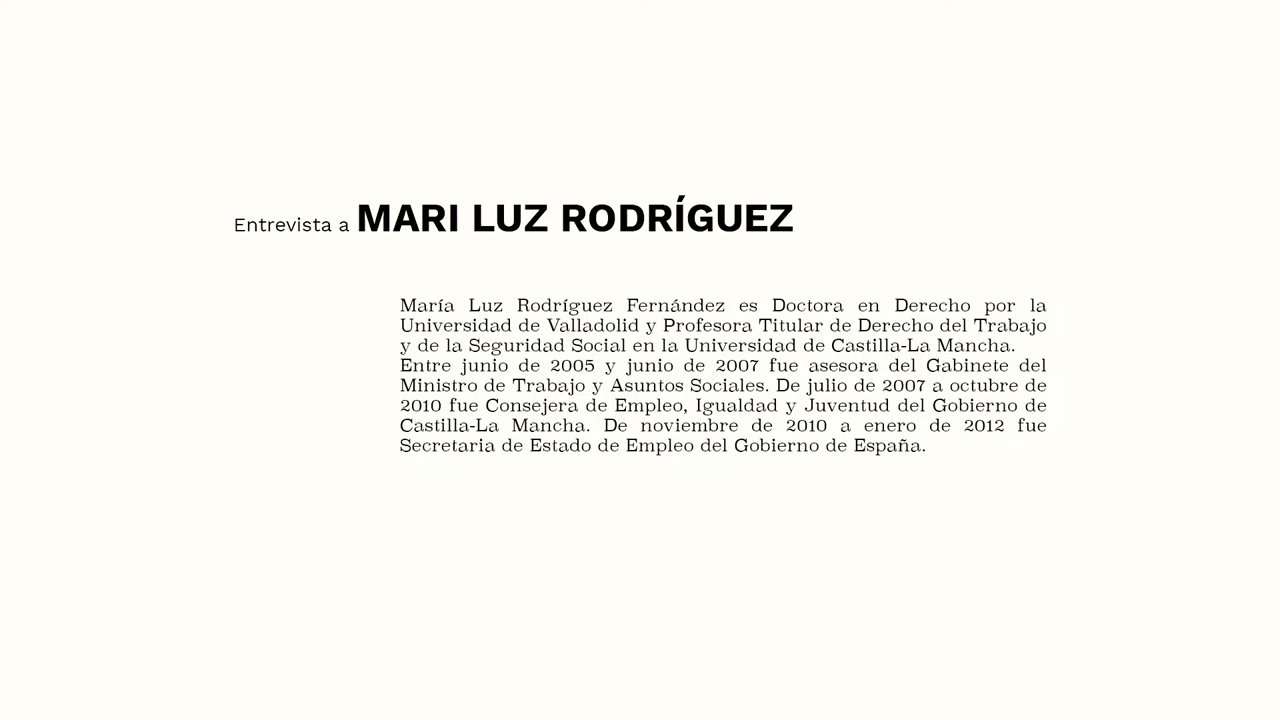 Entrevista a MARI LUZ RODRÍGUEZ
María Luz Rodríguez Fernández es Doctora en Derecho por la
Universidad de Valladolid y Profesora Titular de Derecho del Trabajo
y de la Seguridad Social en la Universidad de Castilla-La Mancha.
Entre junio de 2005 y junio de 2007 fue asesora del Gabinete del
Ministro de Trabajo y Asuntos Sociales. De julio de 2007 a octubre de
2010 fue Consejera de Empleo, Igualdad y Juventud del Gobierno de
Castilla-La Mancha. De noviembre de 2010 a enero de 2012 fue
Secretaria de Estado de Empleo del Gobierno de España.